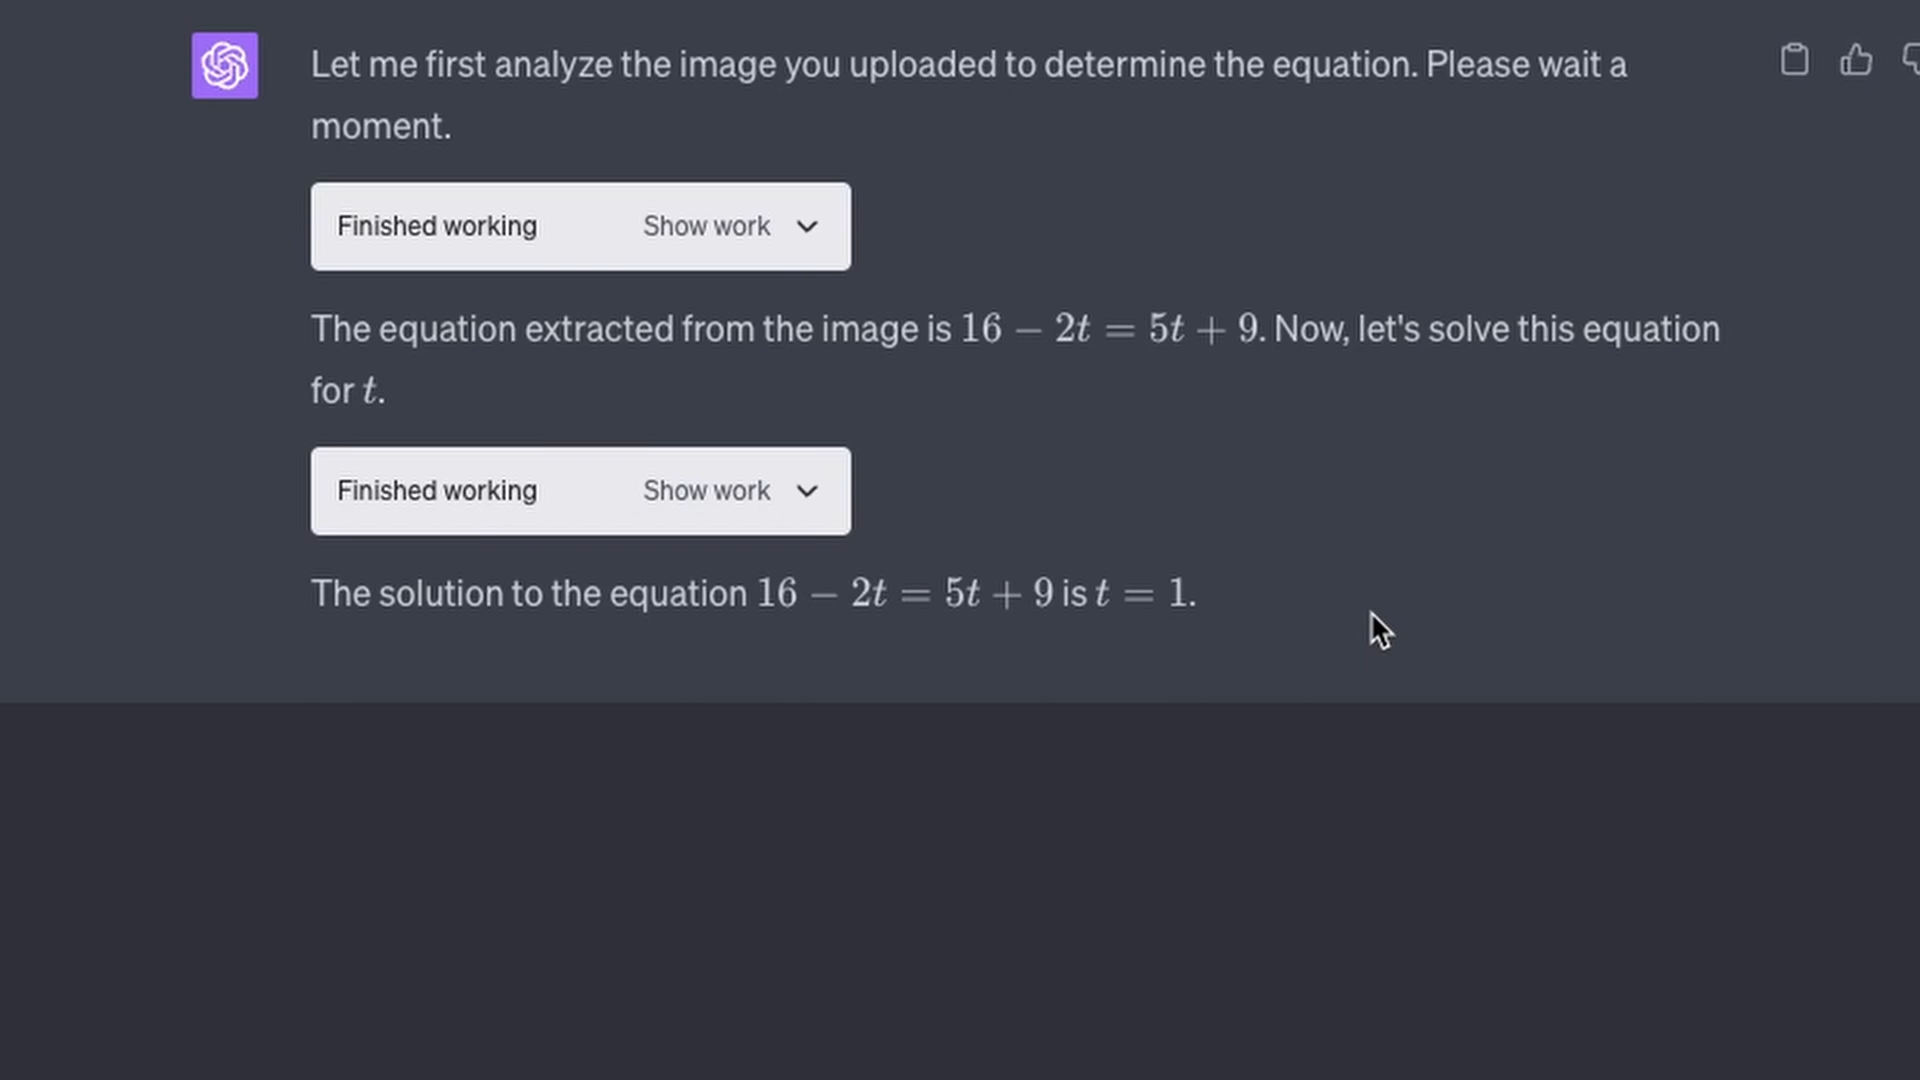 Let me first analyze the image you uploaded to determine the equation. Please wait a
moment.
Finished working Show work
The equation extracted from the image is 16 − 2t = 5t + 9. Now, let's solve this equation
for t.
Finished working Show work
The solution to the equation 16 − 2t = 5t + 9 is t = 1.